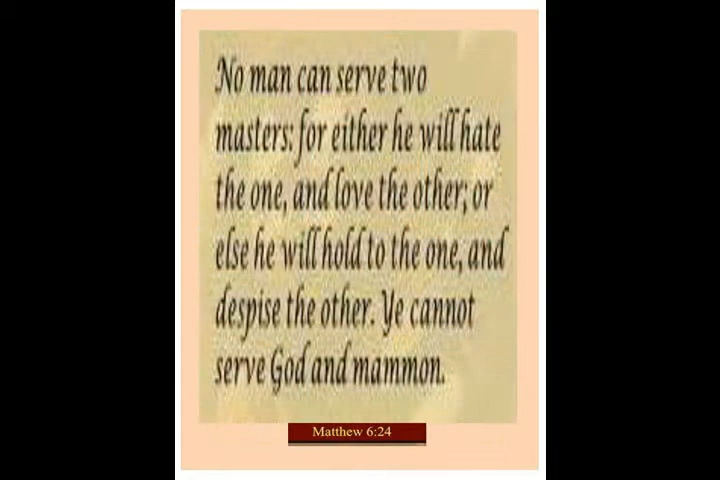 No man can serve two
masters: for either he will hate
the one, and love the other; or
else he will hold to the one, and
despise the other. Ye cannot
serve God and mammon.
Matthew 6:24